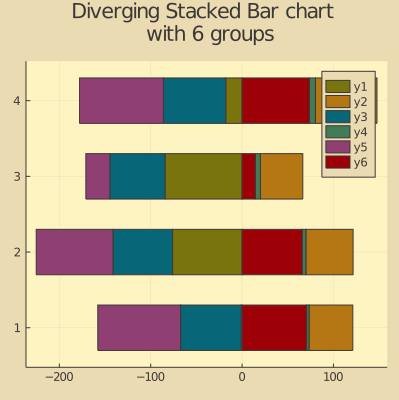 Diverging Stacked Bar chart
with 6 groups
y1
y2
y3
y4
y5
y6
4
3
2
1
−200 −100 0 100